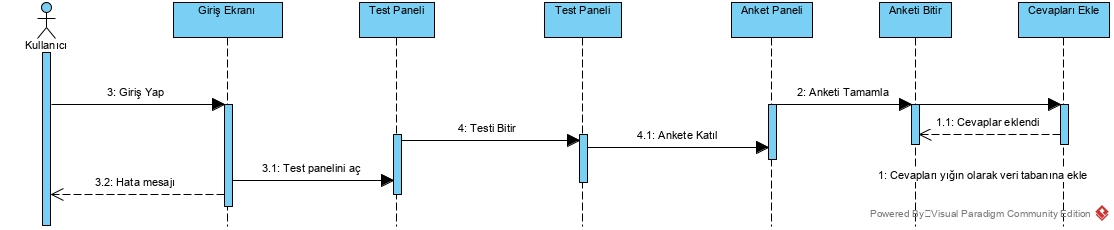 Giriş Ekranı
Test Paneli
Test Paneli
Anket Paneli
Anketi Bitir
Cevapları Ekle
Kullanıcı
3: Giriş Yap
2: Anketi Tamamla
1.1: Cevaplar eklendi
4: Testi Bitir
4.1: Ankete Katıl
3.1: Test panelini aç
3.2: Hata mesajı
1: Cevapları yığın olarak veri tabanına ekle
Powered By Visual Paradigm Community Edition